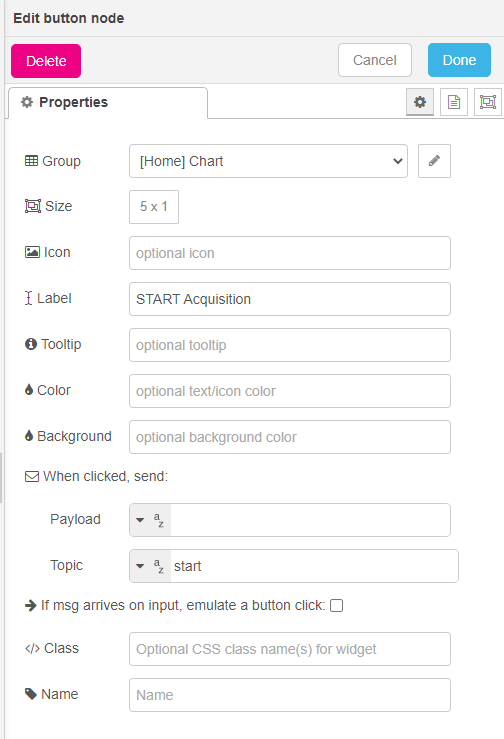 Edit button node
Delete Cancel Done
Properties
Group [Home] Chart
Size 5 x 1
Icon optional icon
Label START Acquisition
Tooltip optional tooltip
Color optional text/icon color
Background optional background color
When clicked, send:
Payload a z
Topic a z start
If msg arrives on input, emulate a button click:
</> Class Optional CSS class name(s) for widget
Name Name